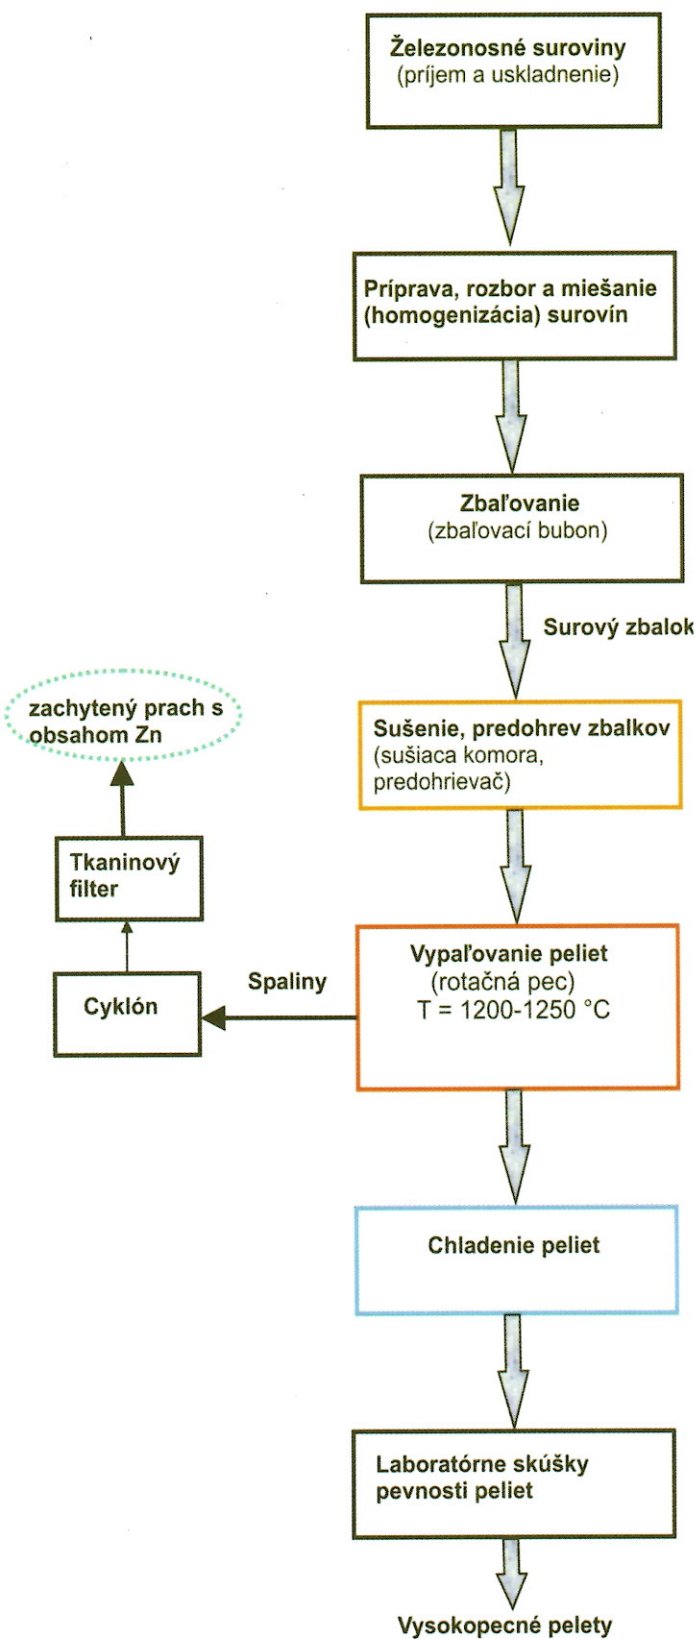 Železonosné suroviny
(príjem a uskladnenie)
Príprava, rozbor a miešanie
(homogenizácia) surovín
Zbaľovanie
(zbaľovací bubon)
Surový zbalok
zachytený prach s
obsahom Zn
Sušenie, predohrev zbalkov
(sušiaca komora,
predohrievač)
Tkaninový
filter
Vypaľovanie peliet
(rotačná pec)
T = 1200-1250 °C
Spaliny
Cyklón
Chladenie peliet
Laboratórne skúšky
pevnosti peliet
Vysokopecné pelety